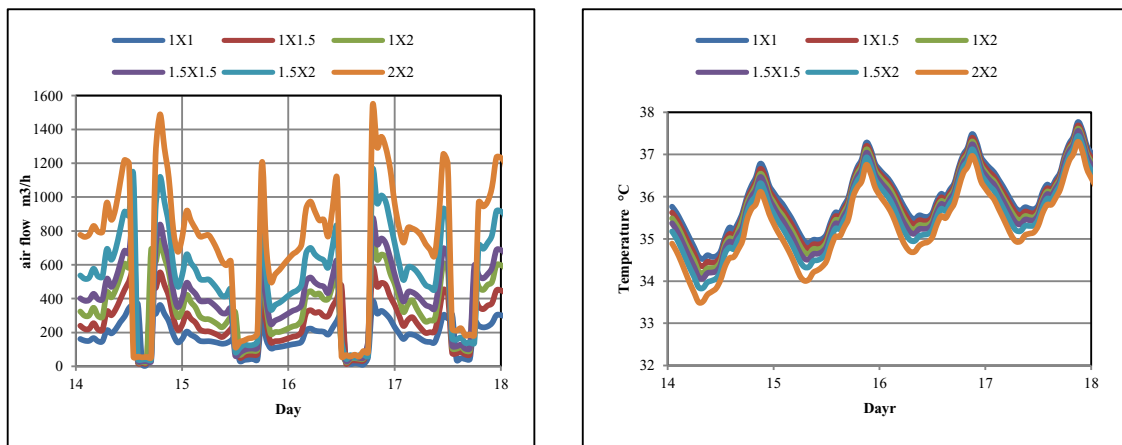 1X1 1X1.5 1X2
1.5X1.5 1.5X2 2X2
1600
1400
1200
1000
800
600
400
200
0
14 15 16 17 18
air flow m3/h
Day
1X1 1X1.5 1X2
1.5X1.5 1.5X2 2X2
38
37
36
35
34
33
32
14 15 16 17 18
Temperature °C
Dayr